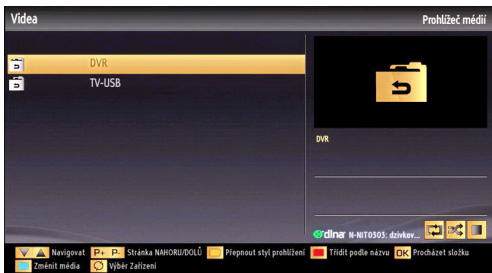 Videa
Prohlížeč médií
DVR
TV-USB
DVR
dlna N-NIT0303: dzivkov...
Navigovat P+ P- Stránka NAHORU/DOLŮ Přepnout styl prohlížení Třídit podle názvu OK Procházet složku
Změnit média Výběr Zařízení